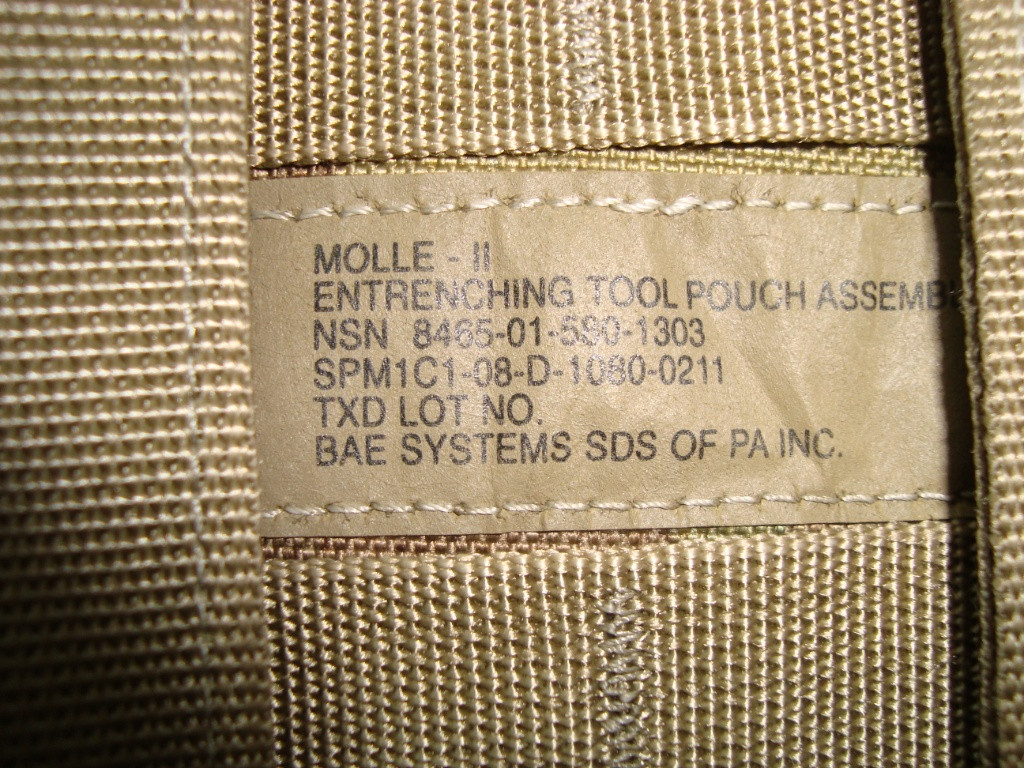 MOLLE - II
ENTRENCHING TOOL POUCH ASSEMB
NSN 8465-01-580-1303
SPM1C1-08-D-1080-0211
TXD LOT NO.
BAE SYSTEMS SDS OF PA INC.